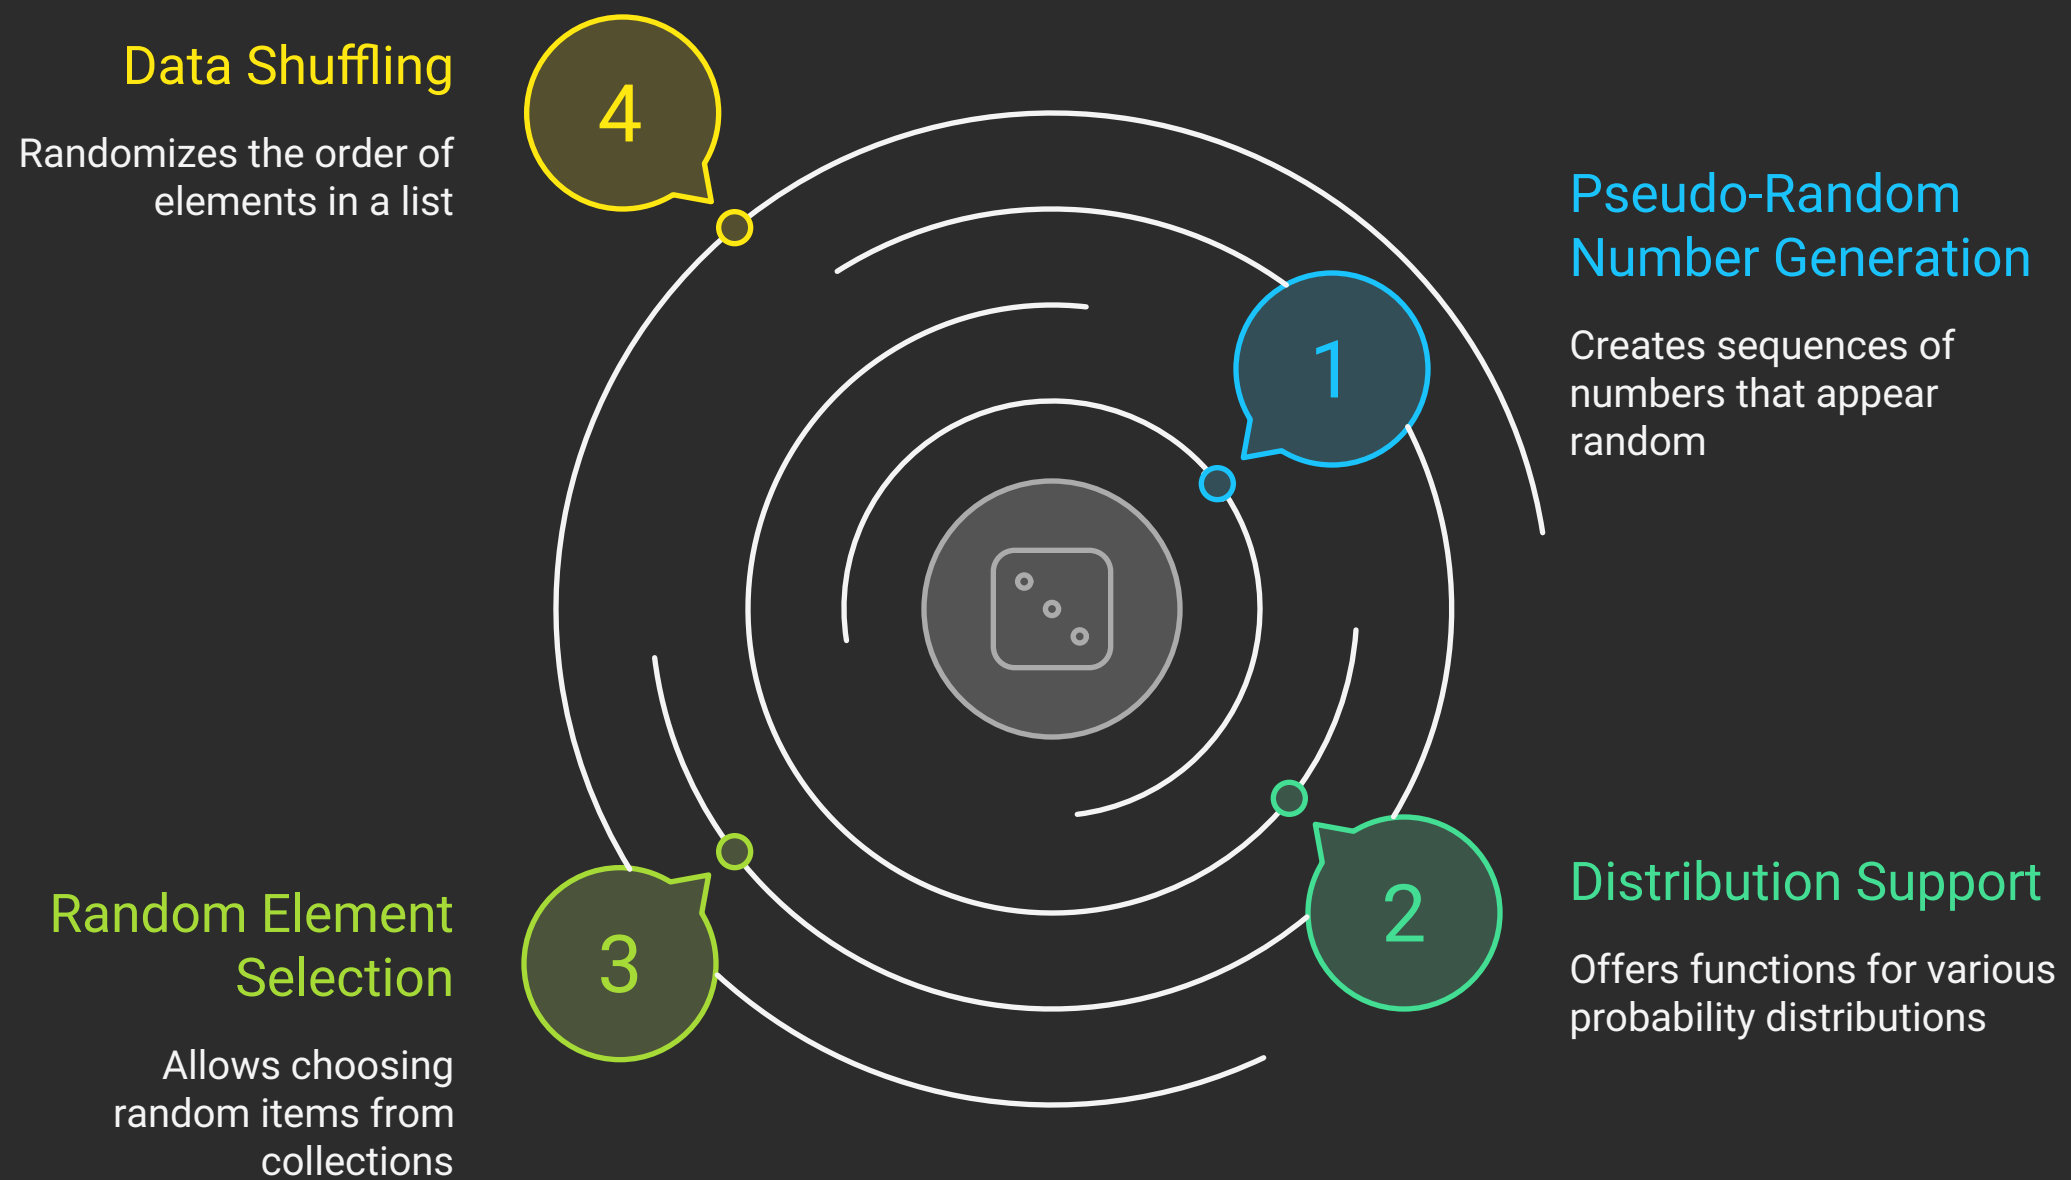 Data Shuffling
Randomizes the order of
elements in a list
4
Pseudo-Random
Number Generation
Creates sequences of
numbers that appear
random
1
Distribution Support
Offers functions for various
probability distributions
2
Random Element
Selection
Allows choosing
random items from
collections
3